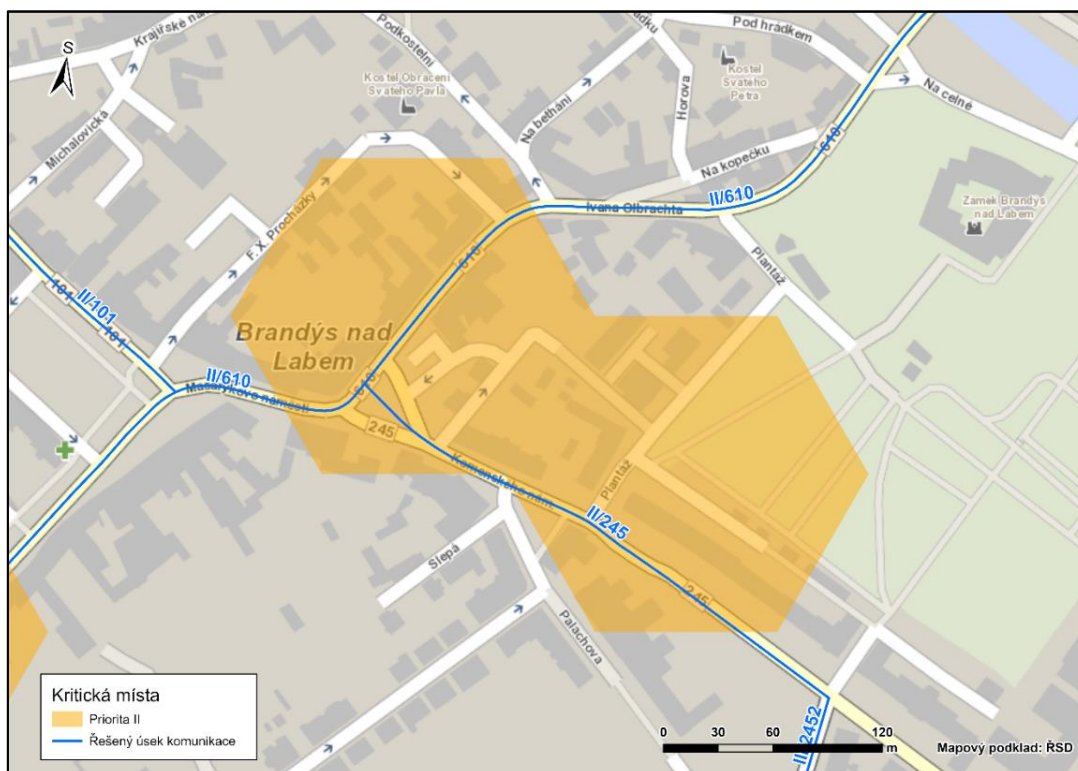 S
Krajířské nám
Michalovická
Podkostelní
Kostel Obrácení
Svatého Pavla
Na bethání
Horova
Pod hrádkem
Kostel
Svatého
Petra
Na celné
Na kopečku
610
II/610
Ivana Olbrachta
Zámek Brandýs
nad Labem
Plantáž
F. X. Procházky
610
101
II/101
101
Brandýs nad
Labem
II/610
Masarykovo náměstí
610
245
Komenského nám
Plantáž
II/245
245
Slepá
Palachova
II/2452
Kritická místa
Priorita II
Řešený úsek komunikace
0 30 60 120
m
Mapový podklad: ŘSD